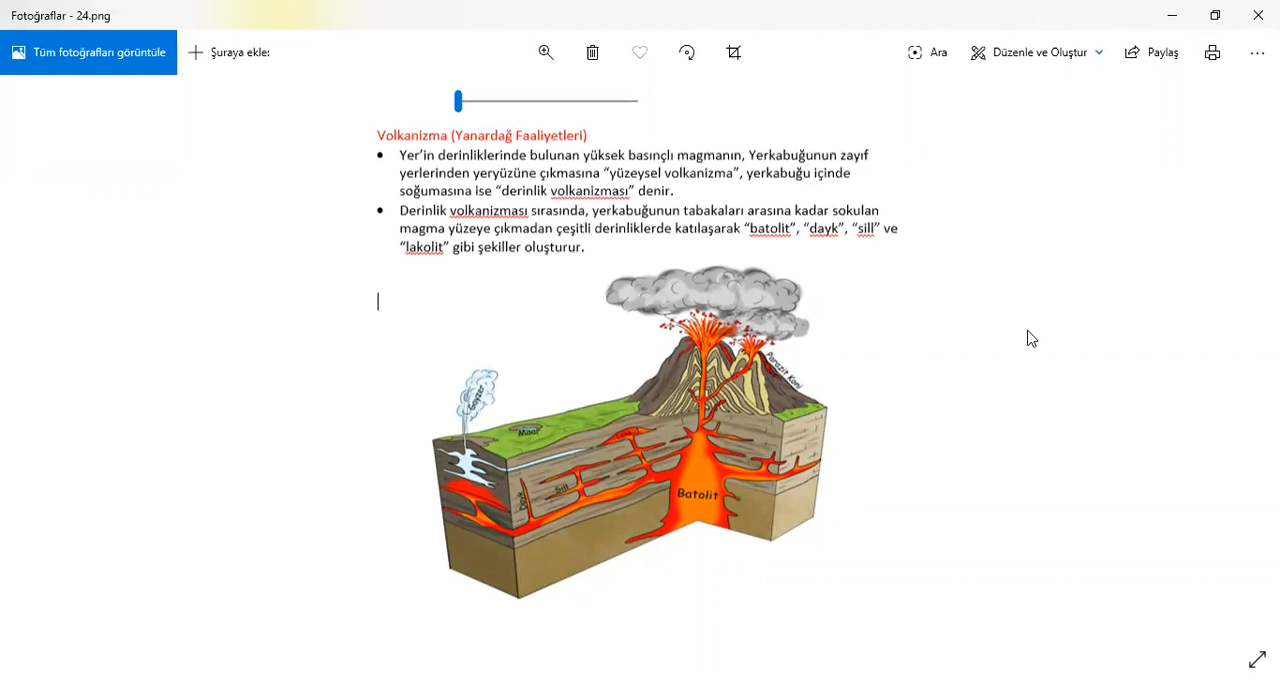 Fotoğraflar - 24.png
Tüm fotoğrafları görüntüle
Şuraya ekle:
Ara
Düzenle ve Oluştur
Paylaş
Volkanizma (Yanardağ Faaliyetleri)
• Yer’in derinliklerinde bulunan yüksek basınçlı magmanın, Yerkabuğunun zayıf
yerlerinden yeryüzüne çıkmasına “yüzeysel volkanizma”, yerkabuğu içinde
soğumasına ise “derinlik volkanizması” denir.
• Derinlik volkanizması sırasında, yerkabuğunun tabakaları arasına kadar sokulan
magma yüzeye çıkmadan çeşitli derinliklerde katılaşarak “batolit”, “dayk”, “sill” ve
“lakolit” gibi şekiller oluşturur.
Parazit Koni
Gayzer
Maar
Dayk
Sill
Batolit